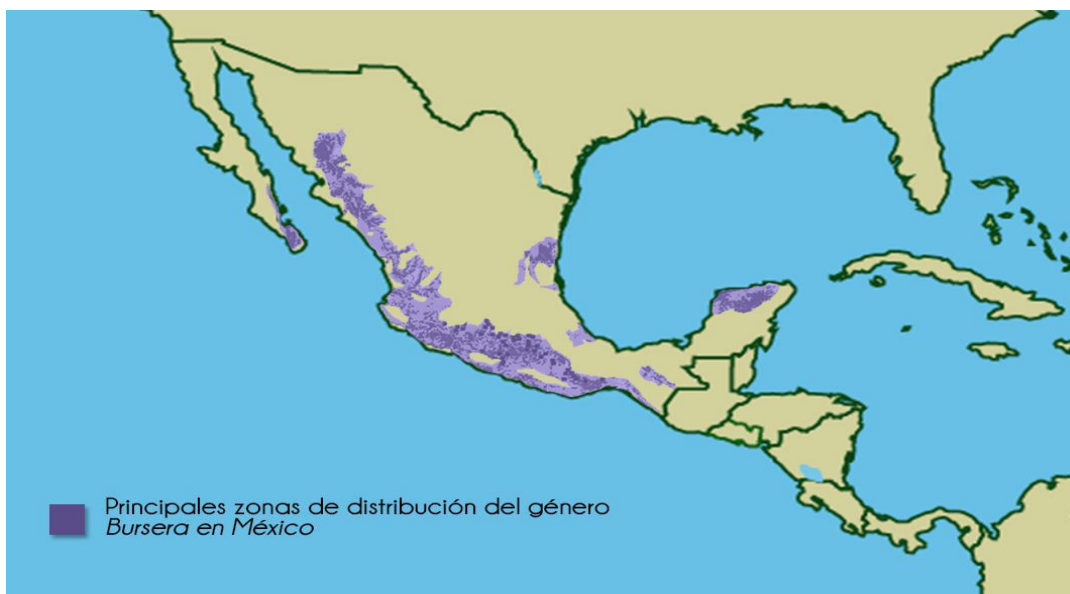 Principales zonas de distribución del género
Bursera en México